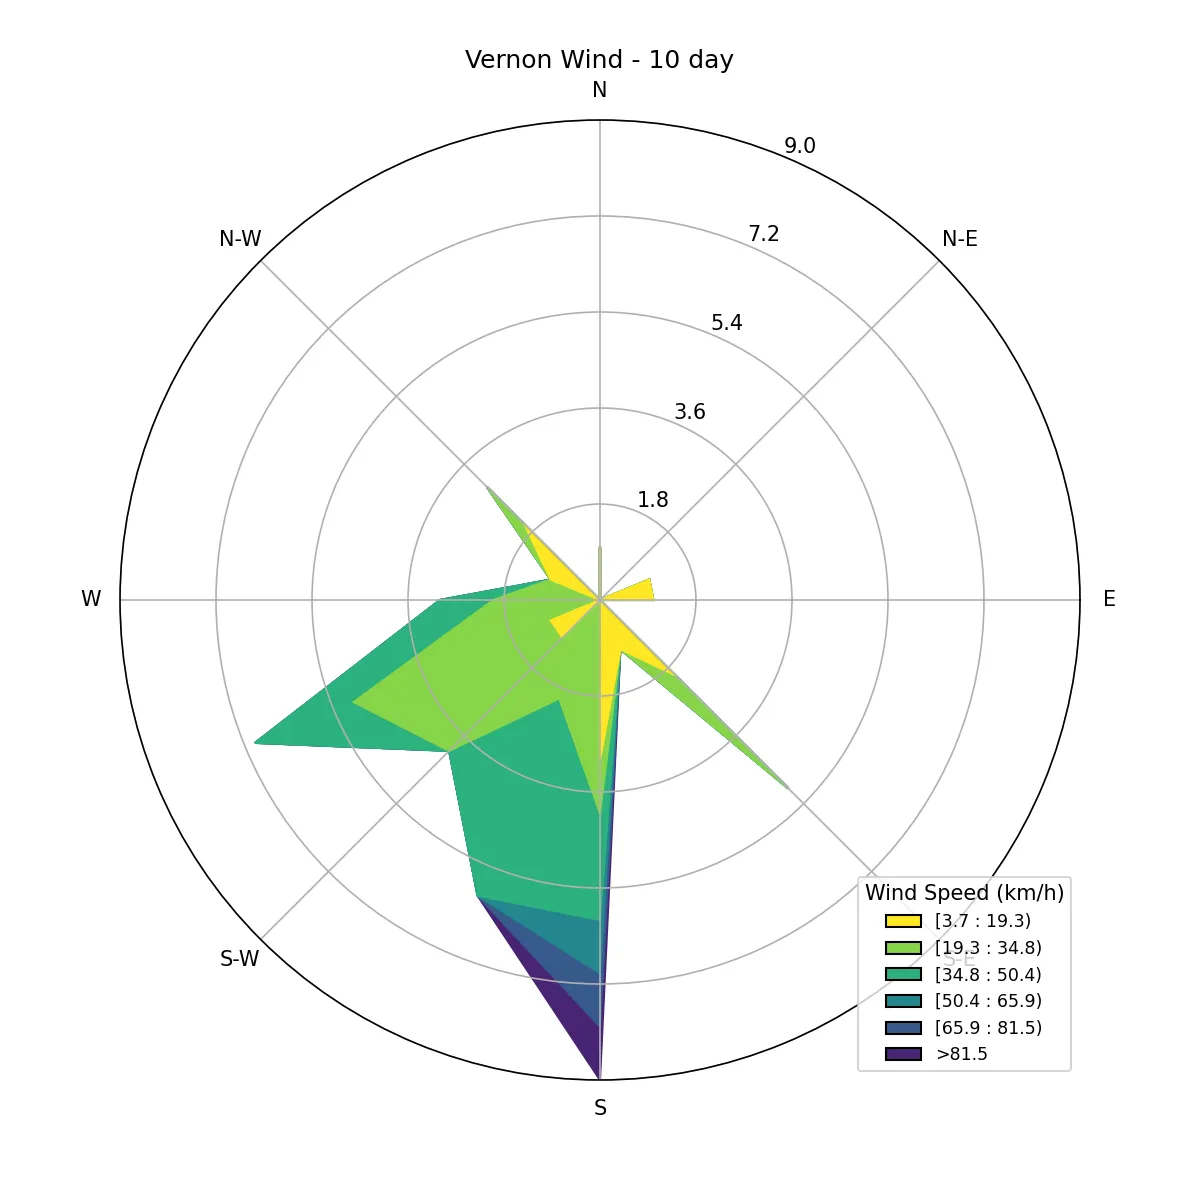 Vernon Wind - 10 day
N
9.0
N-W
7.2
N-E
5.4
3.6
1.8
W
E
Wind Speed (km/h)
[3.7 : 19.3)
[19.3 : 34.8)
S-W
S-E
[34.8 : 50.4)
[50.4 : 65.9)
[65.9 : 81.5)
>81.5
S